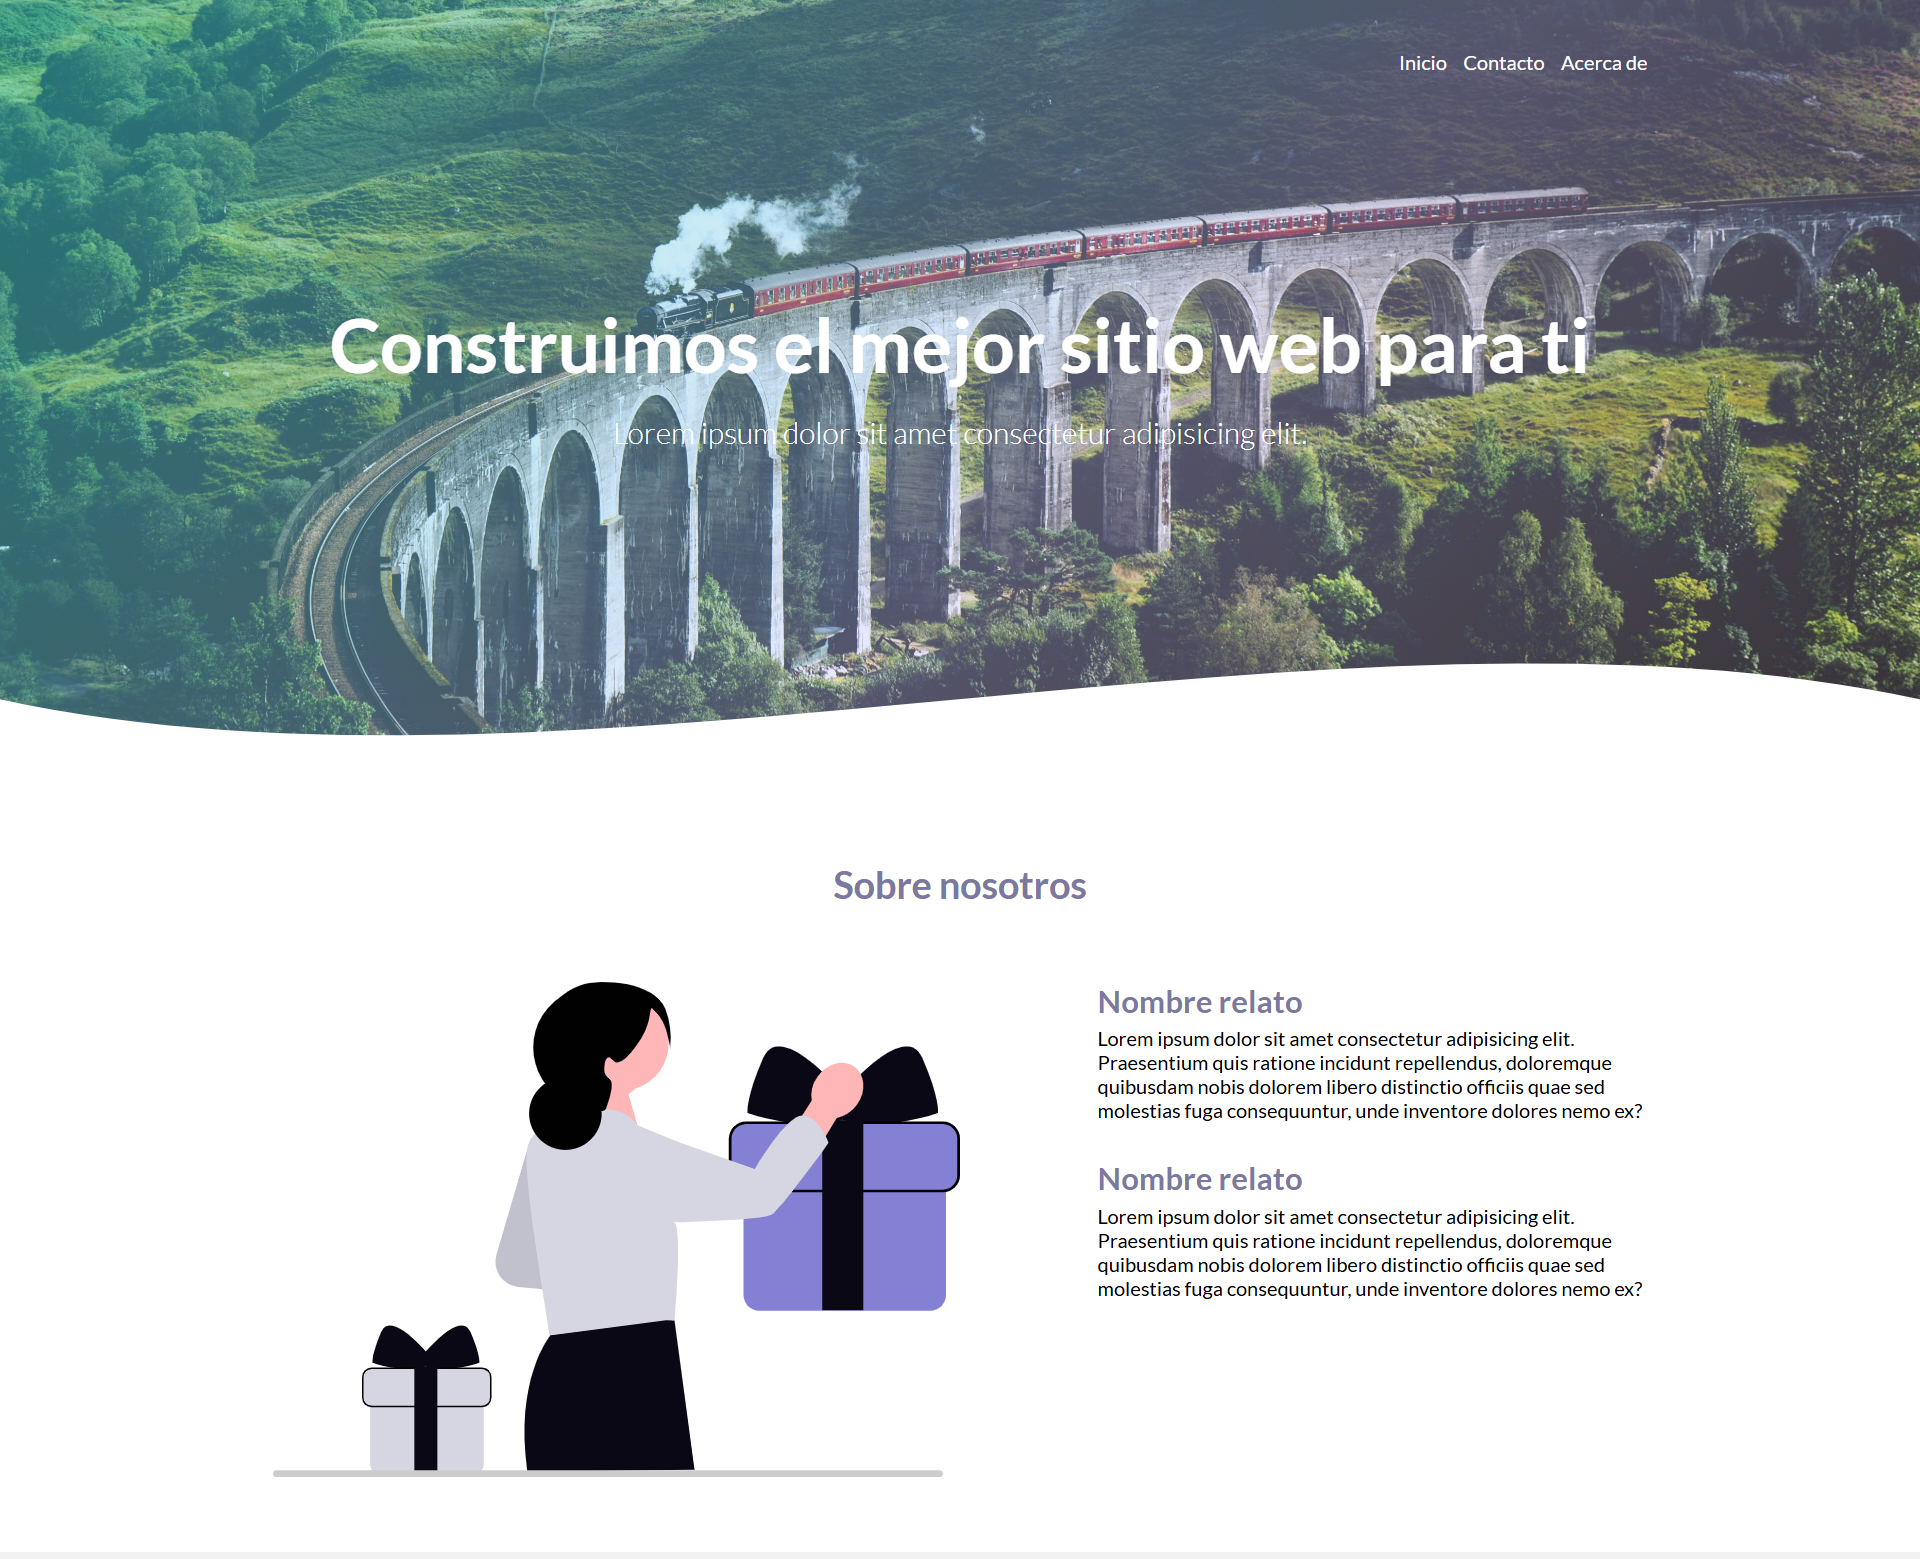 Inicio Contacto Acerca de
Construimos el mejor sitio web para ti
Lorem ipsum dolor sit amet consectetur adipisicing elit.
Sobre nosotros
Nombre relato
Lorem ipsum dolor sit amet consectetur adipisicing elit.
Praesentium quis ratione incidunt repellendus, doloremque
quibusdam nobis dolorem libero distinctio officiis quae sed
molestias fuga consequuntur, unde inventore dolores nemo ex?
Nombre relato
Lorem ipsum dolor sit amet consectetur adipisicing elit.
Praesentium quis ratione incidunt repellendus, doloremque
quibusdam nobis dolorem libero distinctio officiis quae sed
molestias fuga consequuntur, unde inventore dolores nemo ex?